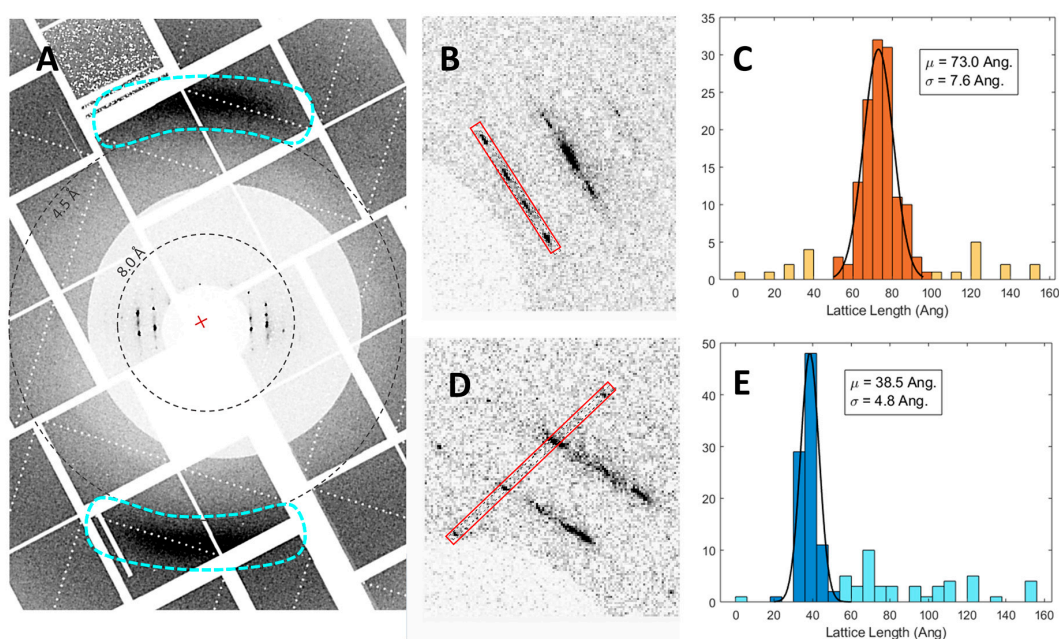 A
4.5 Å
8.0 Å
B
C
μ = 73.0 Ang.
σ = 7.6 Ang.
35
30
25
20
15
10
5
0
0 20 40 60 80 100 120 140 160
Lattice Length (Ang)
D
E
μ = 38.5 Ang.
σ = 4.8 Ang.
50
40
30
20
10
0
0 20 40 60 80 100 120 140 160
Lattice Length (Ang)